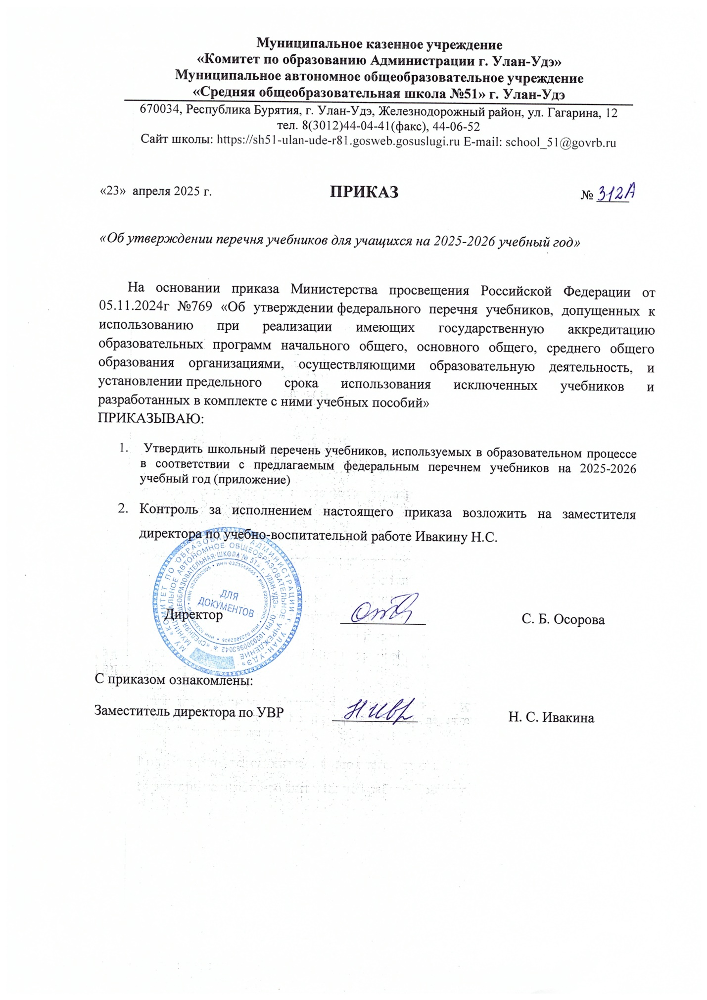 Муниципальное казенное учреждение
«Комитет по образованию Администрации г. Улан-Удэ»
Муниципальное автономное общеобразовательное учреждение
«Средняя общеобразовательная школа №51» г. Улан-Удэ
670034, Республика Бурятия, г. Улан-Удэ, Железнодорожный район, ул. Гагарина, 12
тел. 8(3012)44-04-41(факс), 44-06-52
Сайт школы: https://sh51-ulan-ude-r81.gosweb.gosuslugi.ru E-mail: school_51@govrb.ru
«23» апреля 2025 г. ПРИКАЗ № 312А
«Об утверждении перечня учебников для учащихся на 2025-2026 учебный год»
На основании приказа Министерства просвещения Российской Федерации от
05.11.2024г №769 «Об утверждении федерального перечня учебников, допущенных к
использованию при реализации имеющих государственную аккредитацию
образовательных программ начального общего, основного общего, среднего общего
образования организациями, осуществляющими образовательную деятельность, и
установлении предельного срока использования исключенных учебников и
разработанных в комплекте с ними учебных пособий»
ПРИКАЗЫВАЮ:
1. Утвердить школьный перечень учебников, используемых в образовательном процессе
в соответствии с предлагаемым федеральным перечнем учебников на 2025-2026
учебный год (приложение)
2. Контроль за исполнением настоящего приказа возложить на заместителя
директора по учебно-воспитательной работе Ивакину Н.С.
МУ «КОМИТЕТ ПО ОБРАЗОВАНИЮ АДМИНИСТРАЦИИ Г. УЛАН-УДЭ»
МУНИЦИПАЛЬНОЕ АВТОНОМНОЕ ОБЩЕОБРАЗОВАТЕЛЬНОЕ УЧРЕЖДЕНИЕ
«СРЕДНЯЯ ОБЩЕОБРАЗОВАТЕЛЬНАЯ ШКОЛА № 51» г. УЛАН-УДЭ» ОГРН 1020300983042 *
ИНН 0323052905 • ИНН 0323052905 • ИНН 0323052905 • ИНН 0323052905
ДЛЯ
ДОКУМЕНТОВ
Директор С. Б. Осорова
С приказом ознакомлены:
Заместитель директора по УВР Н. С. Ивакина